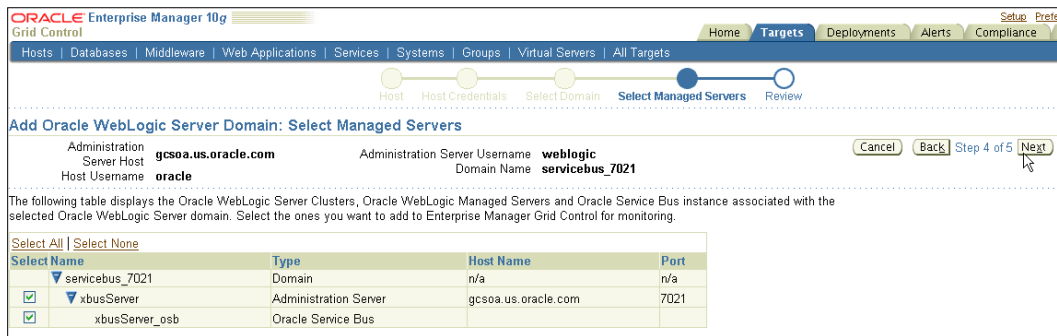 ORACLE Enterprise Manager 10g
Grid Control
Setup Prefe
Home Targets Deployments Alerts Compliance
Hosts | Databases | Middleware | Web Applications | Services | Systems | Groups | Virtual Servers | All Targets
Host Host Credentials Select Domain Select Managed Servers Review
Add Oracle WebLogic Server Domain: Select Managed Servers
Administration Server Host gcsoa.us.oracle.com
Host Username oracle
Administration Server Username weblogic
Domain Name servicebus_7021
Cancel Back Step 4 of 5 Next
The following table displays the Oracle WebLogic Server Clusters, Oracle WebLogic Managed Servers and Oracle Service Bus instance associated with the
selected Oracle WebLogic Server domain. Select the ones you want to add to Enterprise Manager Grid Control for monitoring.
Select All | Select None
Select Name Type Host Name Port
servicebus_7021 Domain n/a n/a
xbusServer Administration Server gcsoa.us.oracle.com 7021
xbusServer_osb Oracle Service Bus